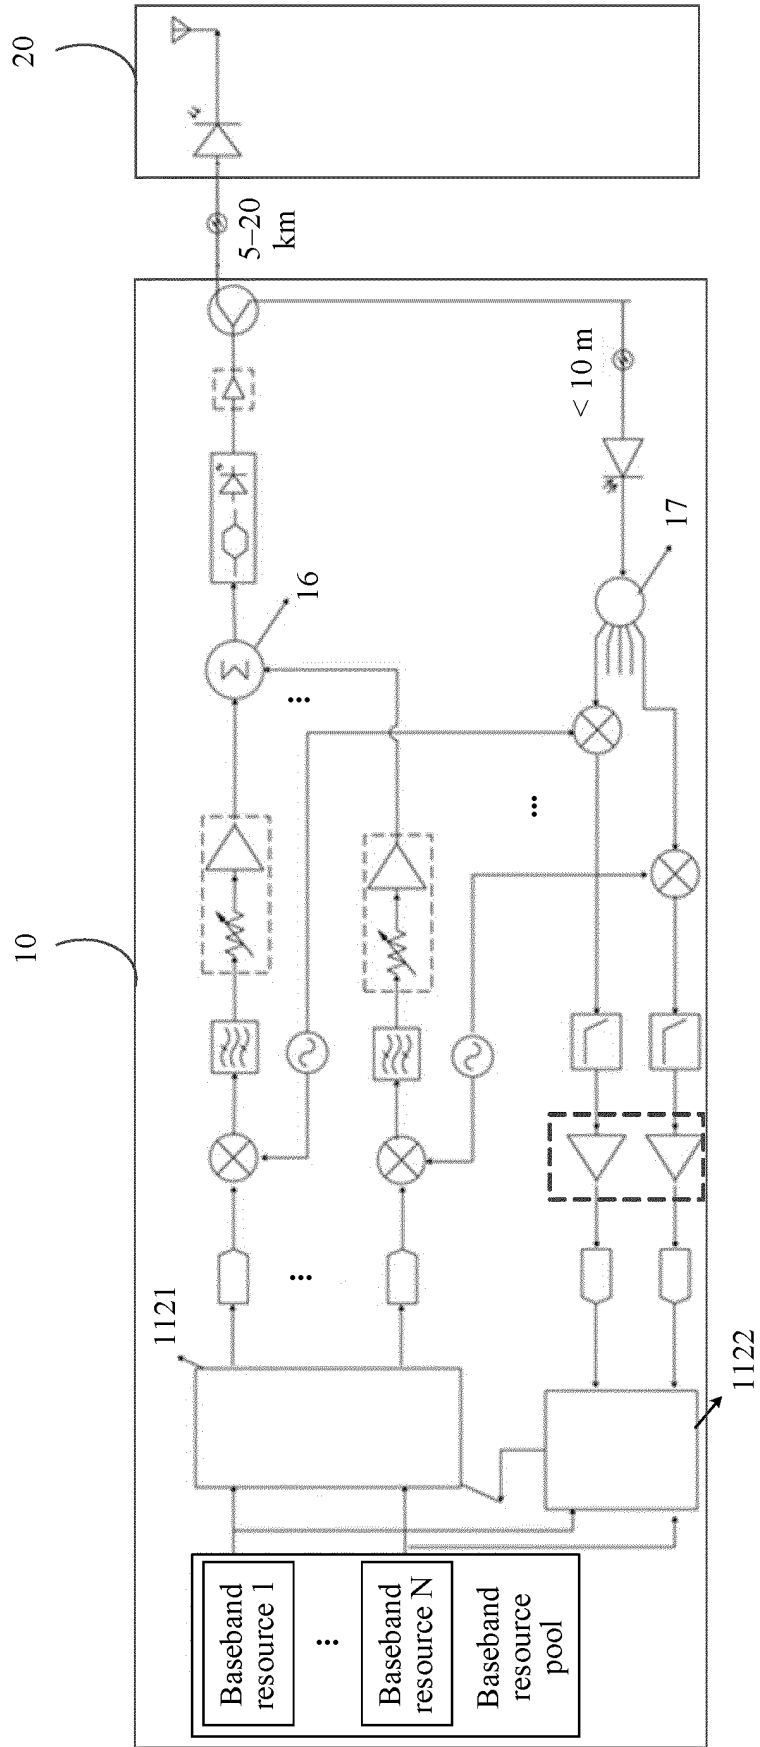 20
5–20
km
10
< 10 m
16
17
Σ
...
...
...
1121
1122
Baseband
resource 1
...
Baseband
resource N
Baseband
resource
pool